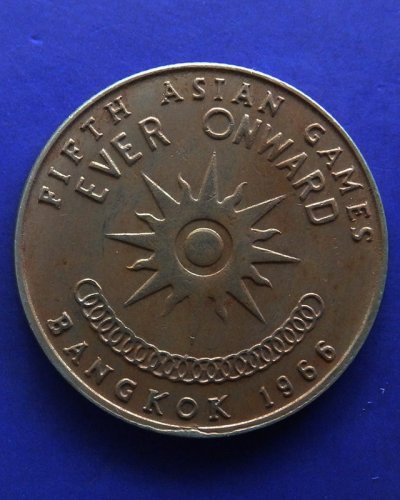 FIFTH ASIAN GAMES
EVER ONWARD
BANGKOK 1966